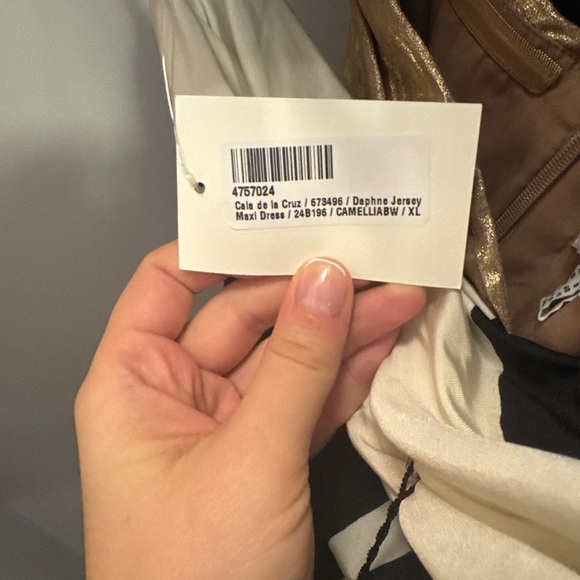 4757024
Cala de la Cruz / 673496 / Daphne Jersey
Maxi Dress / 24B196 / CAMELLIABW / XL